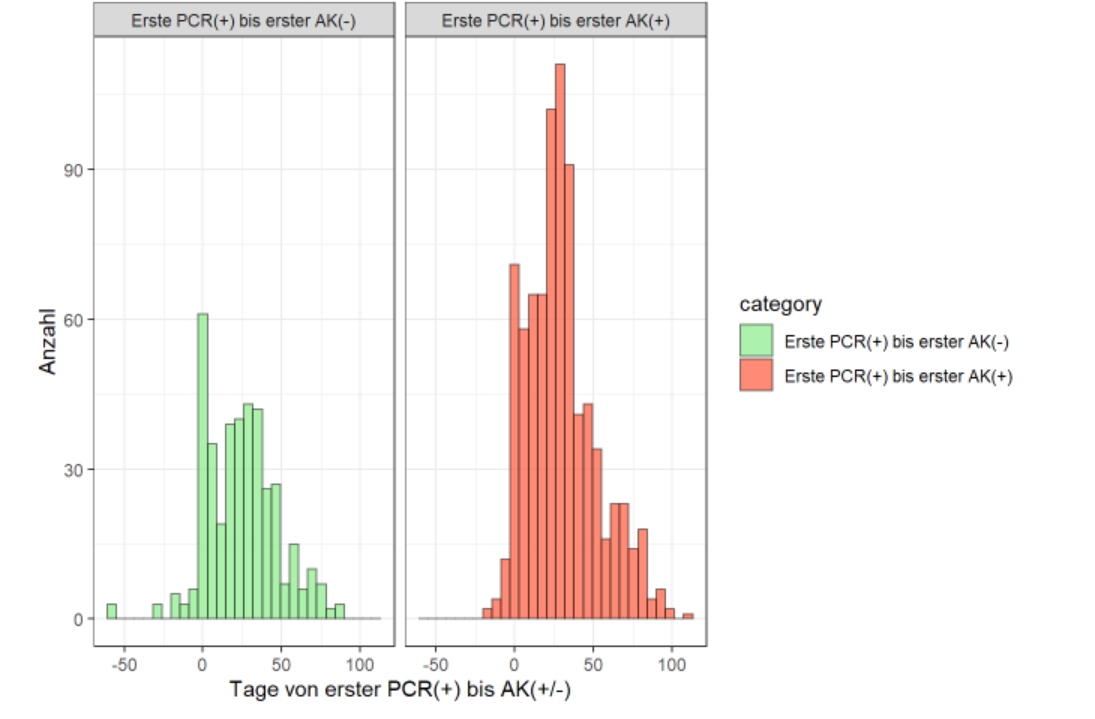 Erste PCR(+) bis erster AK(-)
Erste PCR(+) bis erster AK(+)
Anzahl
90
60
30
0
-50 0 50 100
-50 0 50 100
Tage von erster PCR(+) bis AK(+/-)
category
Erste PCR(+) bis erster AK(-)
Erste PCR(+) bis erster AK(+)